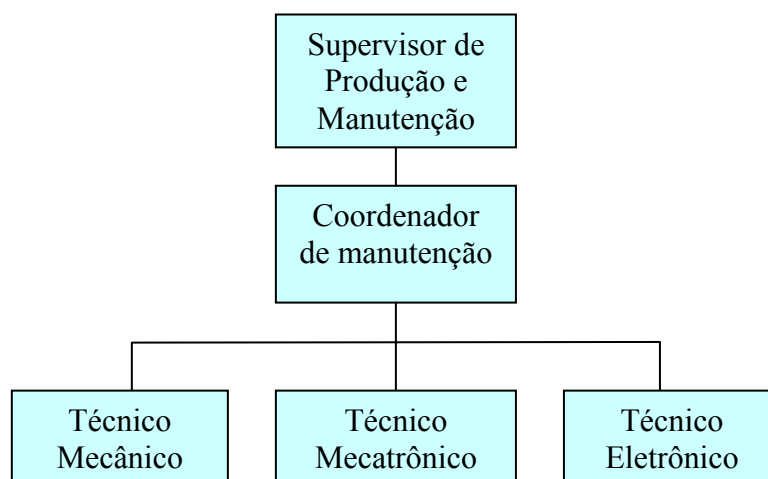 Supervisor de
Produção e
Manutenção
Coordenador
de manutenção
Técnico
Mecânico
Técnico
Mecatrônico
Técnico
Eletrônico